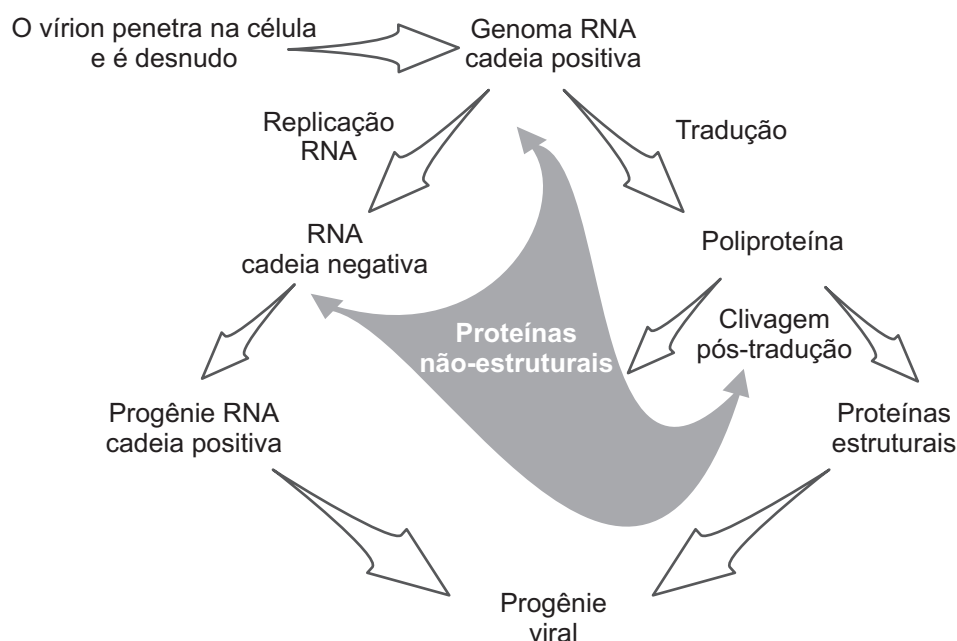 O vírion penetra na célula
e é desnudo
Genoma RNA
cadeia positiva
Replicação
RNA
Tradução
RNA
cadeia negativa
Poliproteína
Proteínas
não-estruturais
Clivagem
pós-tradução
Progênie RNA
cadeia positiva
Proteínas
estruturais
Progênie
viral